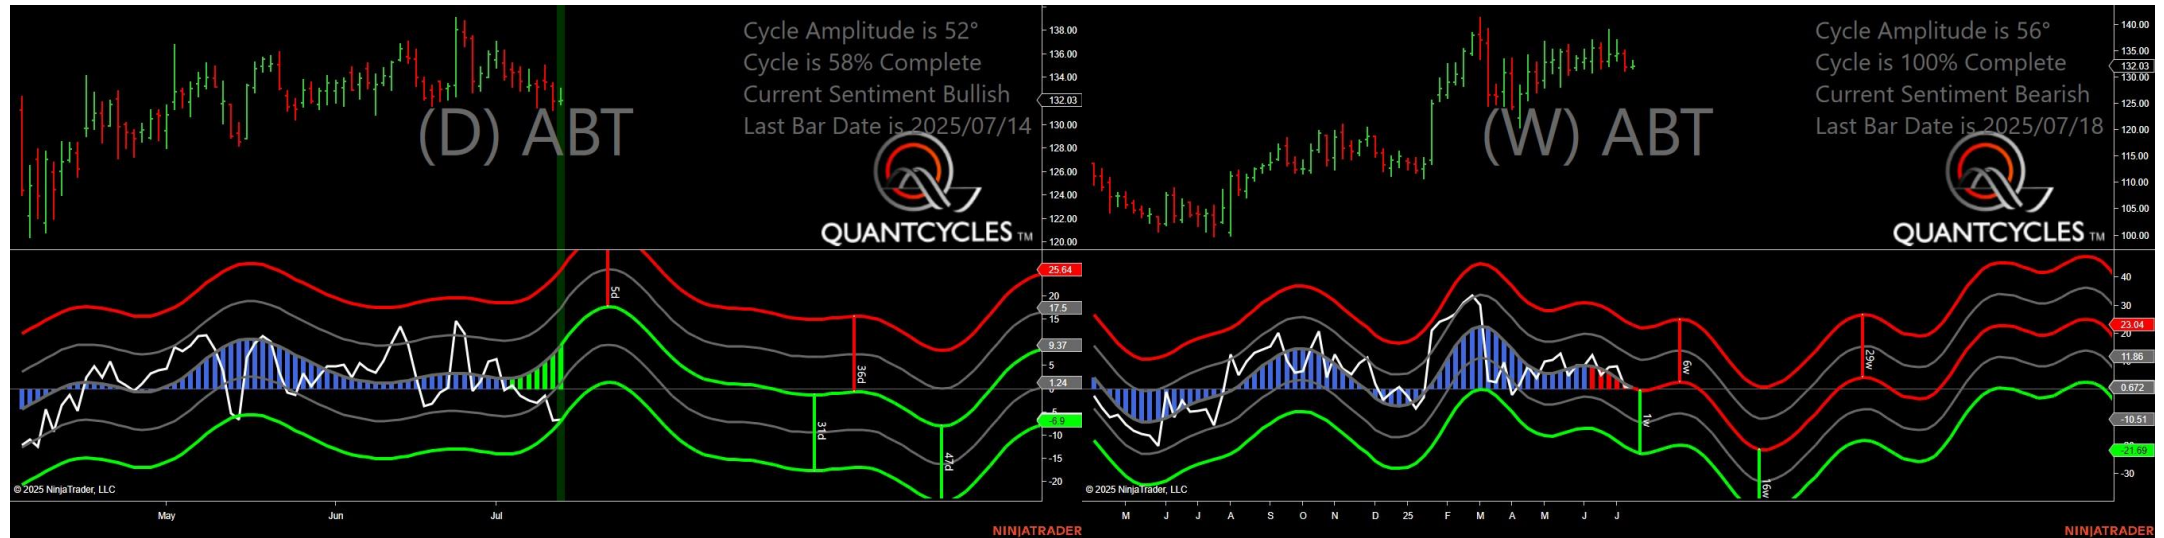 Cycle Amplitude is 52°
Cycle is 58% Complete
Current Sentiment Bullish
Last Bar Date is 2025/07/14
(D) ABT
QUANTCYCLES TM
138.00
136.00
134.00
132.03
130.00
128.00
126.00
124.00
122.00
120.00
25.64
20
17.5
15
9.37
5
1.24
-6.9
-10
-15
-20
5d
36d
31d
47d
© 2025 NinjaTrader, LLC
May Jun Jul
NINJATRADER
Cycle Amplitude is 56°
Cycle is 100% Complete
Current Sentiment Bearish
Last Bar Date is 2025/07/18
(W) ABT
QUANTCYCLES TM
140.00
135.00
132.03
130.00
125.00
120.00
115.00
110.00
105.00
100.00
40
30
23.04
20
11.86
0.672
-10.51
-21.69
-30
6w
29w
1w
16w
© 2025 NinjaTrader, LLC
M J J A S O N D 25 F M A M J J
NINJATRADER